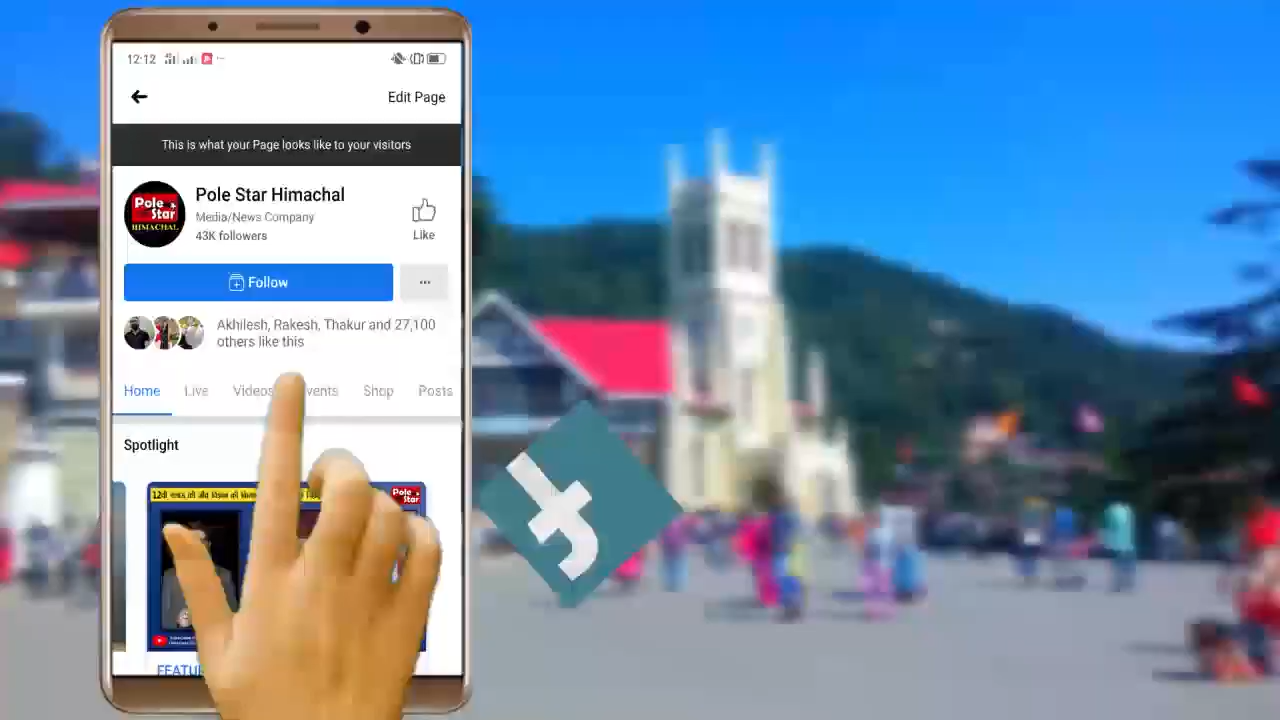 12:12
Edit Page
This is what your Page looks like to your visitors
Pole Star Himachal
Media/News Company
43K followers
Like
Follow
Akhilesh, Rakesh, Thakur and 27,100
others like this
Home Live Videos vents Shop Posts
Spotlight
Pole
Star
HIMACHAL
Pole
Star
12वीं
की
FEATU